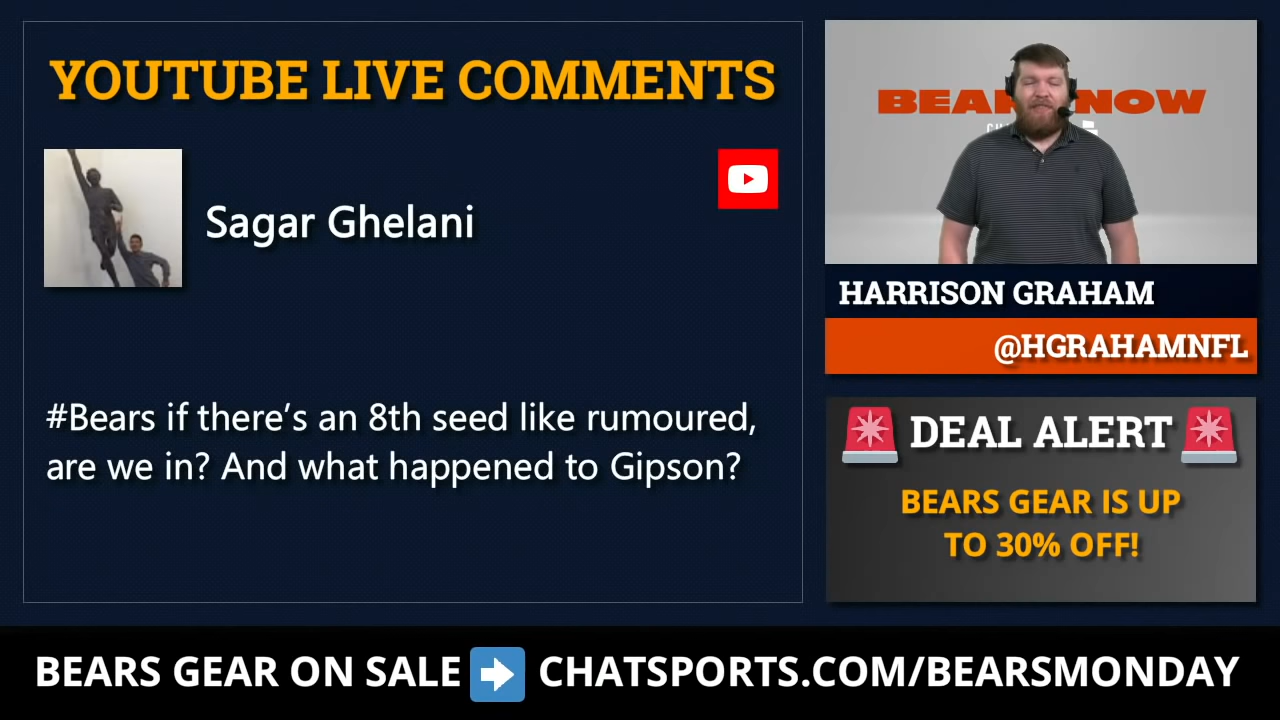 YOUTUBE LIVE COMMENTS
Sagar Ghelani
#Bears if there’s an 8th seed like rumoured,
are we in? And what happened to Gipson?
NOW
HARRISON GRAHAM
@HGRAHAMNFL
DEAL ALERT
BEARS GEAR IS UP
TO 30% OFF!
BEARS GEAR ON SALE ➡ CHATSPORTS.COM/BEARSMONDAY